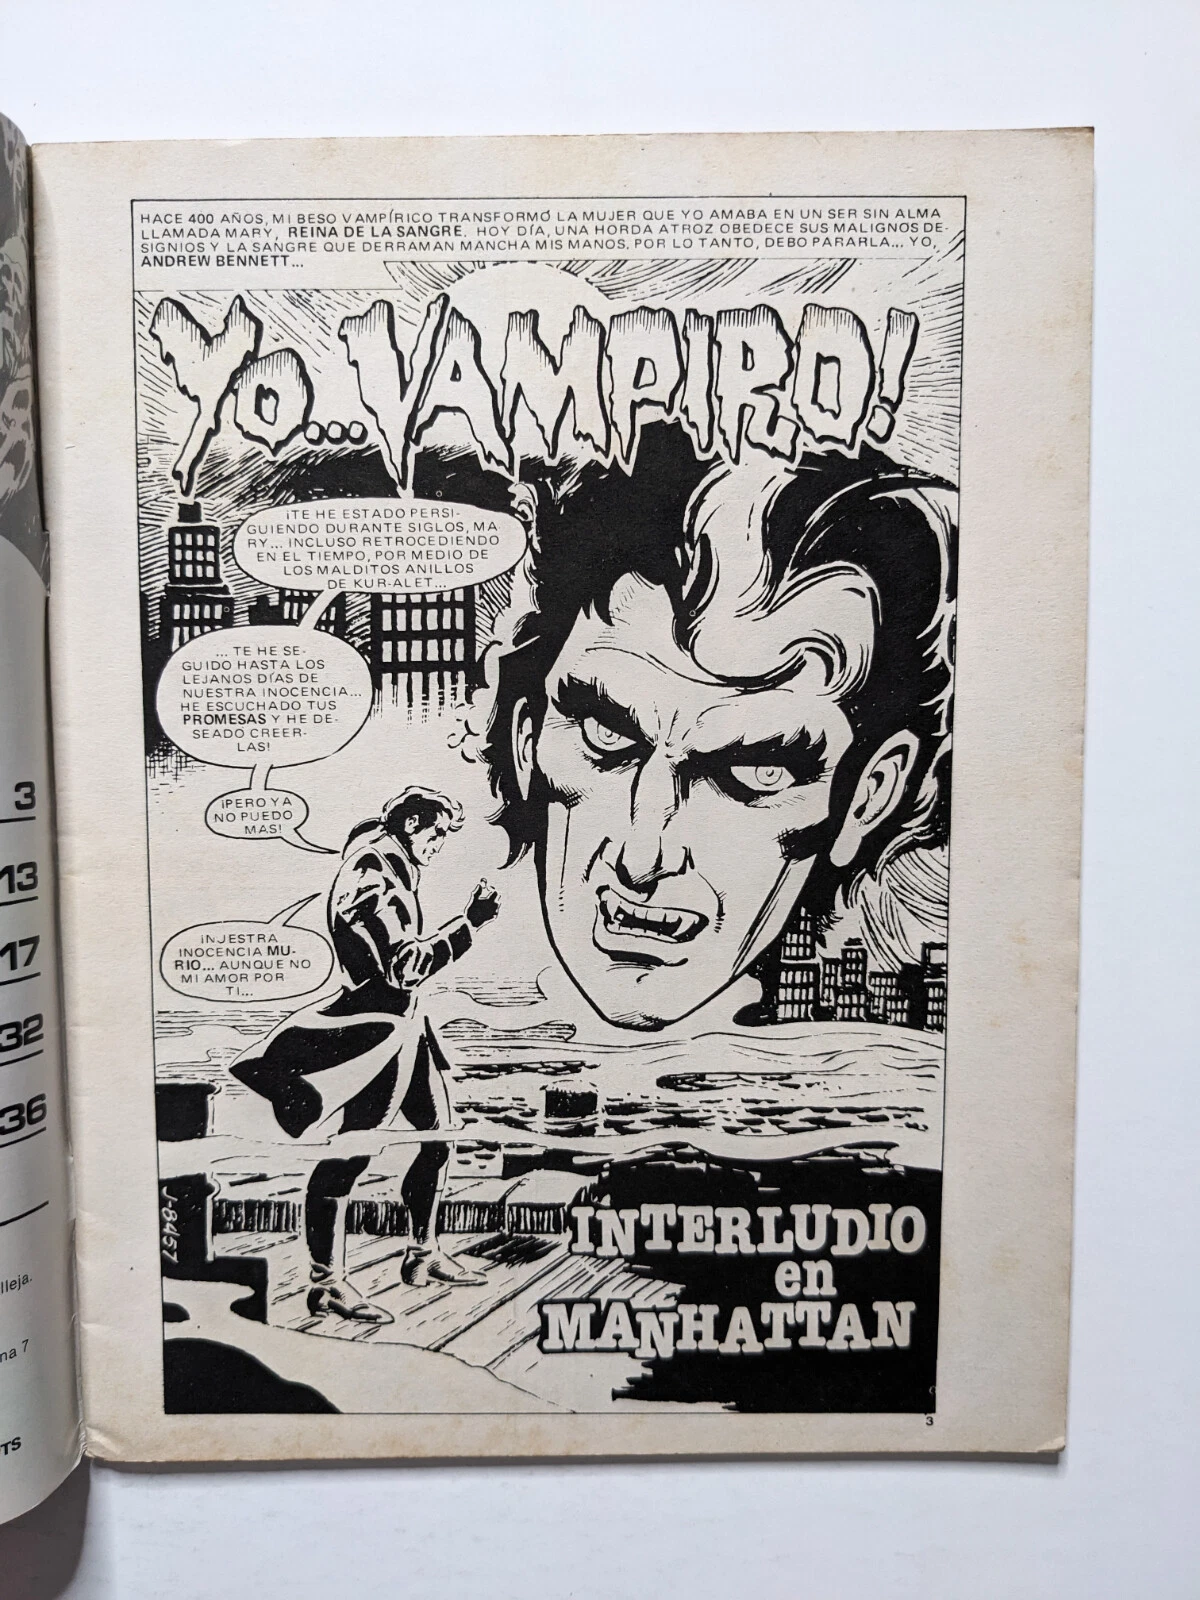 HACE 400 AÑOS, MI BESO VAMPÍRICO TRANSFORMÓ LA MUJER QUE YO AMABA EN UN SER SIN ALMA
LLAMADA MARY, REINA DE LA SANGRE. HOY DÍA, UNA HORDA ATROZ OBEDECE SUS MALIGNOS DE-
SIGNIOS Y LA SANGRE QUE DERRAMAN MANCHA MIS MANOS. POR LO TANTO, DEBO PARARLA... YO,
ANDREW BENNETT...
YO...VAMPIRO!
¡TE HE ESTADO PERSI-
GUIENDO DURANTE SIGLOS, MA
RY... INCLUSO RETROCEDIENDO
EN EL TIEMPO, POR MEDIO DE
LOS MALDITOS ANILLOS
DE KUR-ALET...
... TE HE SE-
GUIDO HASTA LOS
LEJANOS DÍAS DE
NUESTRA INOCENCIA...
HE ESCUCHADO TUS
PROMESAS Y HE DE-
SEADO CREER-
LAS!
¡PERO YA
NO PUEDO
MAS!
¡NJESTRA
INOCENCIA MU-
RIO... AUNQUE NO
MI AMOR POR
TI...
J-8457
INTERLUDIO
en
MANHATTAN
3
3
13
17
32
36
lleja.
na 7
TS